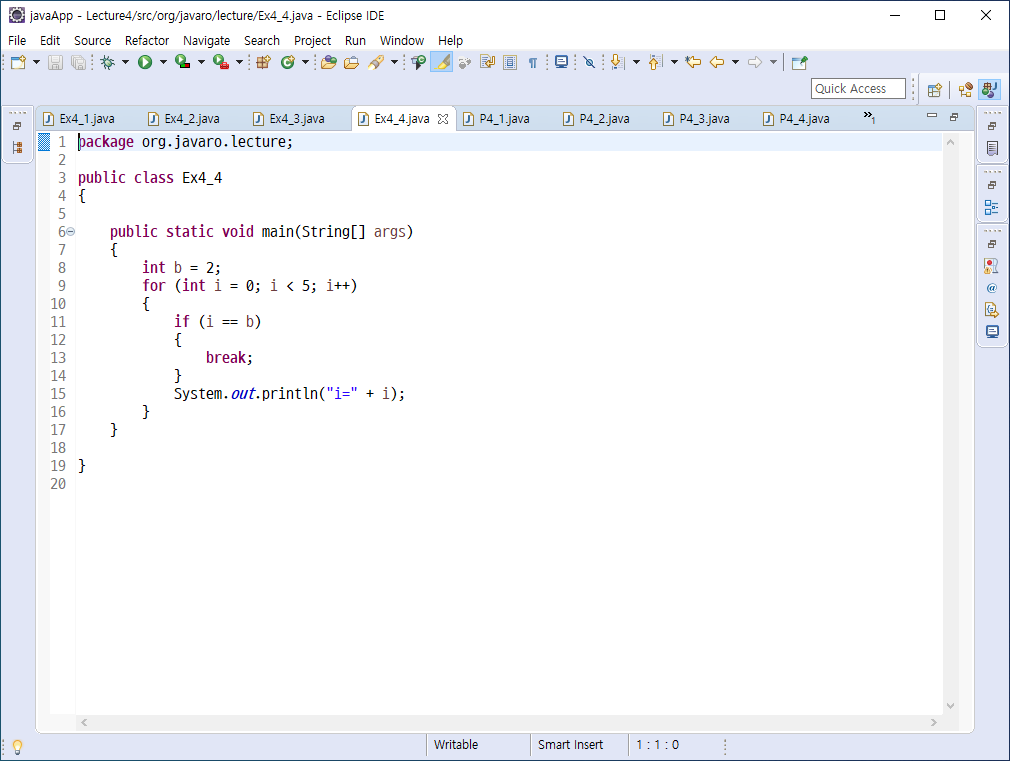 javaApp - Lecture4/src/org/javaro/lecture/Ex4_4.java - Eclipse IDE
File Edit Source Refactor Navigate Search Project Run Window Help
Quick Access
Ex4_1.java Ex4_2.java Ex4_3.java Ex4_4.java P4_1.java P4_2.java P4_3.java P4_4.java »1
1 package org.javaro.lecture;
2
3 public class Ex4_4
4 {
5
6 public static void main(String[] args)
7 {
8 int b = 2;
9 for (int i = 0; i < 5; i++)
10 {
11 if (i == b)
12 {
13 break;
14 }
15 System.out.println("i=" + i);
16 }
17 }
18
19 }
20
Writable Smart Insert 1 : 1 : 0